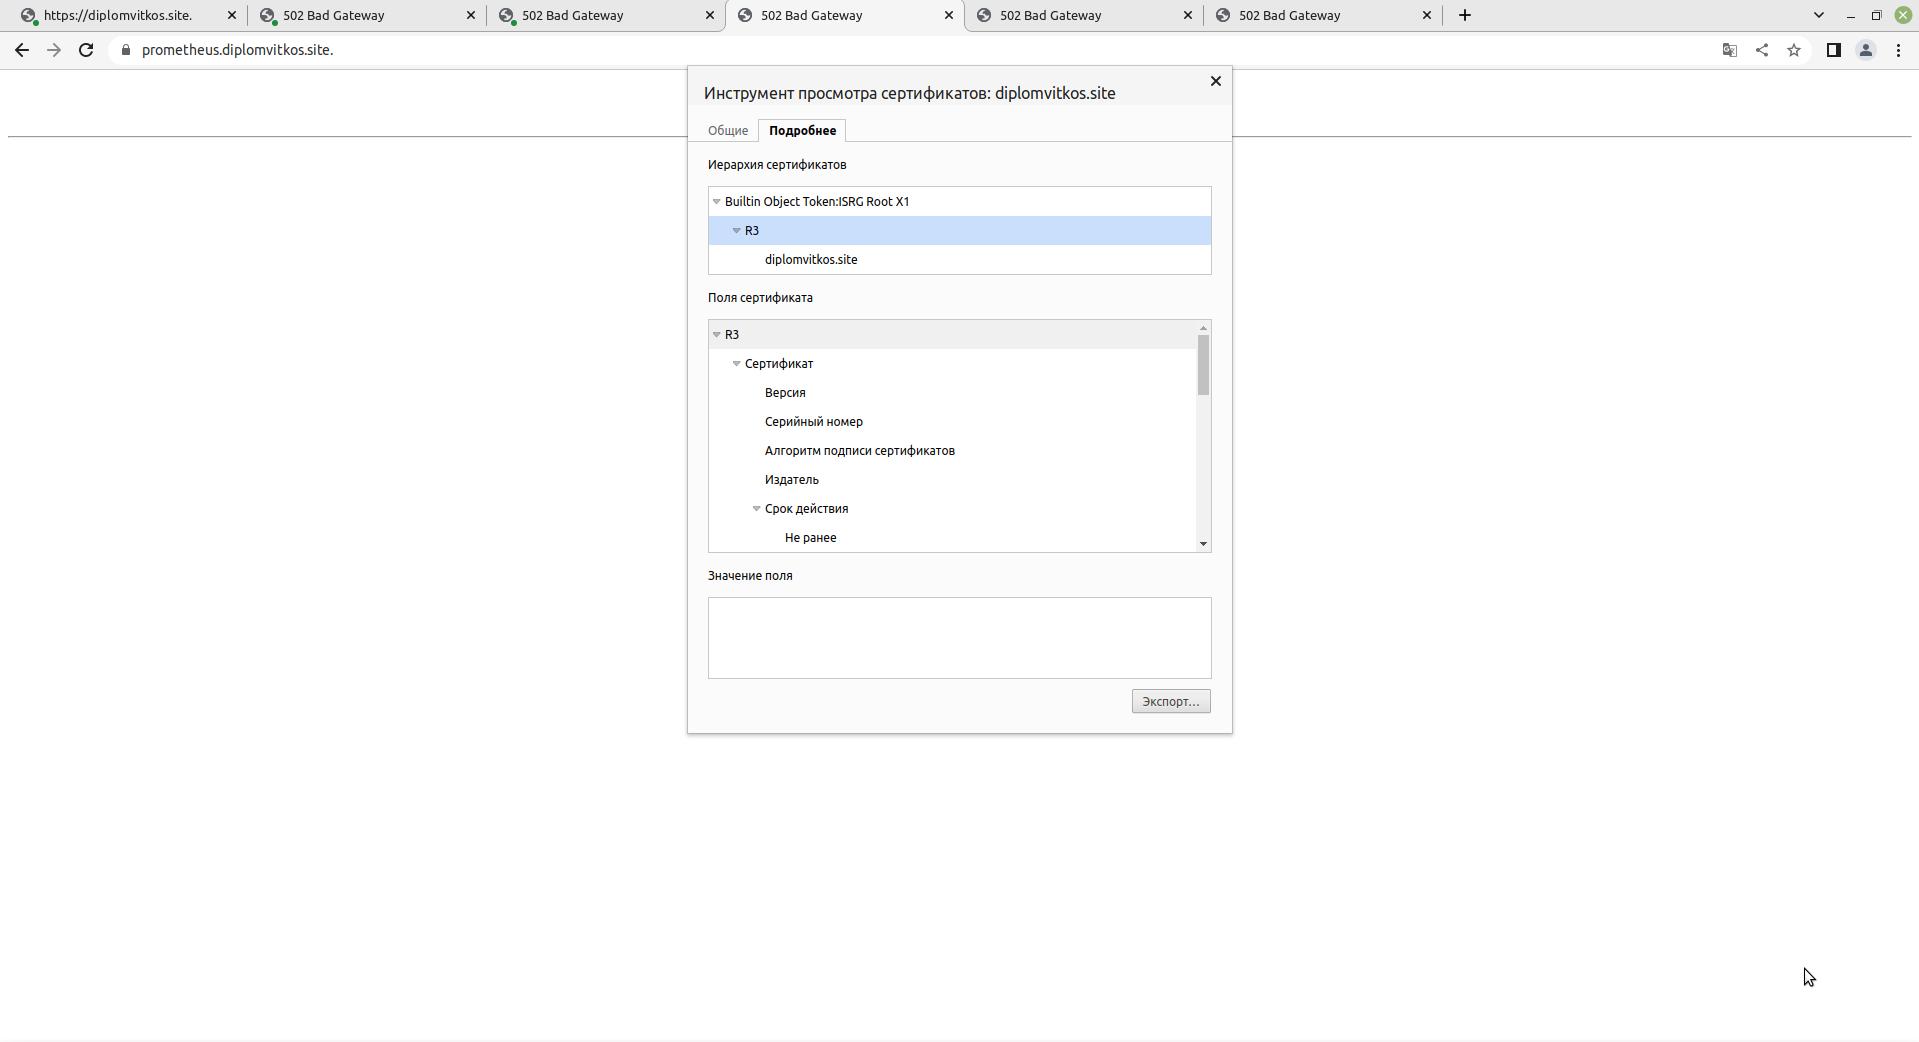 https://diplomvitkos.site.
502 Bad Gateway
502 Bad Gateway
502 Bad Gateway
502 Bad Gateway
502 Bad Gateway
prometheus.diplomvitkos.site.
Инструмент просмотра сертификатов: diplomvitkos.site
Общие
Подробнее
Иерархия сертификатов
Builtin Object Token:ISRG Root X1
R3
diplomvitkos.site
Поля сертификата
R3
Сертификат
Версия
Серийный номер
Алгоритм подписи сертификатов
Издатель
Срок действия
Не ранее
Значение поля
Экспорт…